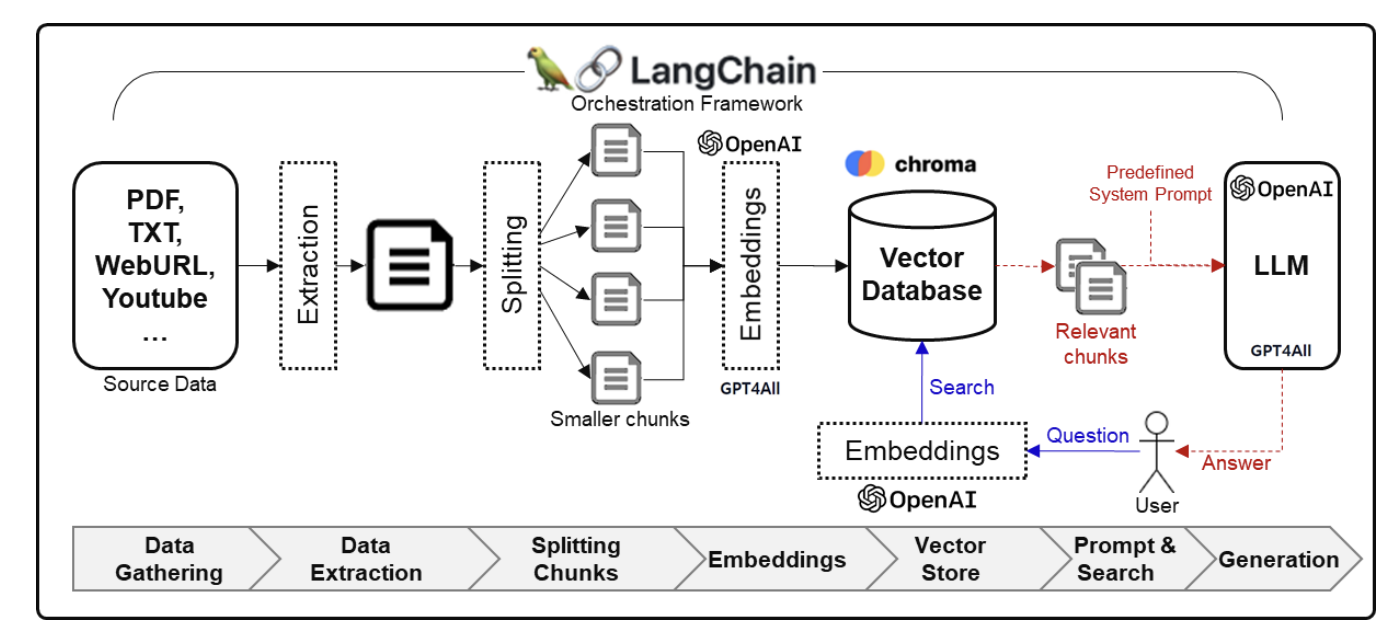 LangChain
Orchestration Framework
PDF,
TXT,
WebURL,
Youtube
...
Source Data
Extraction
Splitting
Smaller chunks
OpenAI
Embeddings
GPT4All
chroma
Vector
Database
Predefined
System Prompt
Relevant
chunks
OpenAI
LLM
GPT4All
Search
Embeddings
OpenAI
Question
User
Answer
Data
Gathering
Data
Extraction
Splitting
Chunks
Embeddings
Vector
Store
Prompt &
Search
Generation